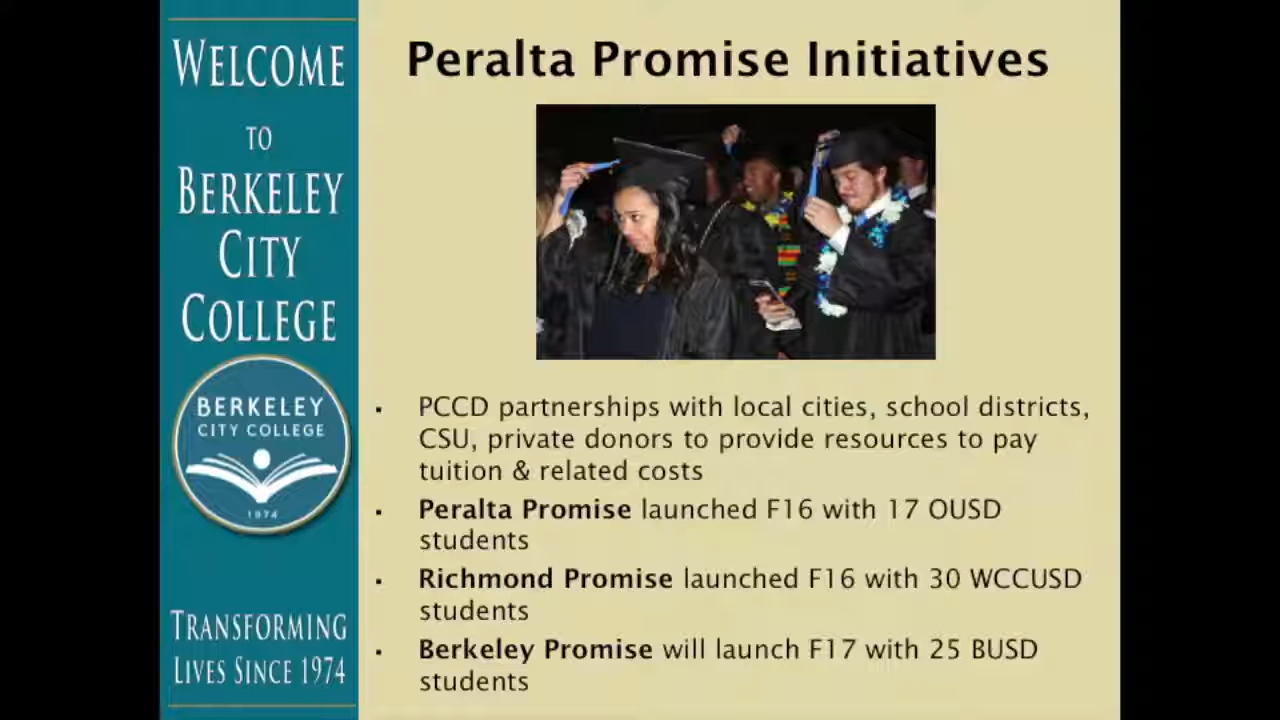 WELCOME
TO
BERKELEY
CITY
COLLEGE
BERKELEY
CITY COLLEGE
1974
TRANSFORMING
LIVES SINCE 1974
Peralta Promise Initiatives
▪ PCCD partnerships with local cities, school districts,
CSU, private donors to provide resources to pay
tuition & related costs
▪ Peralta Promise launched F16 with 17 OUSD
students
▪ Richmond Promise launched F16 with 30 WCCUSD
students
▪ Berkeley Promise will launch F17 with 25 BUSD
students